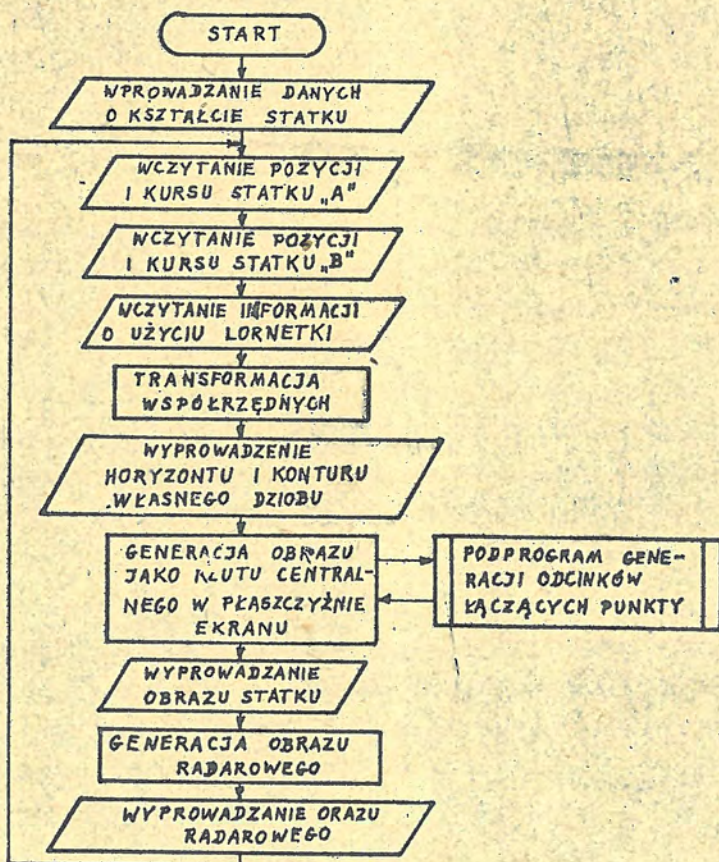 START
WPROWADZANIE DANYCH
O KSZTAŁCIE STATKU
WCZYTANIE POZYCJI
I KURSU STATKU „A"
WCZYTANIE POZYCJI
I KURSU STATKU „B"
WCZYTANIE INFORMACJI
O UŻYCIU LORNETKI
TRANSFORMACJA
WSPÓŁRZĘDNYCH
WYPROWADZENIE
HORYZONTU I KONTURU
WŁASNEGO DZIOBU
GENERACJA OBRAZU
JAKO RLUTU CENTRAL-
NEGO W PŁASZCZYŹNIE
EKRANU
PODPROGRAM GENE-
RACJI ODCINKÓW
ŁĄCZĄCYCH PUNKTY
WYPROWADZANIE
OBRAZU STATKU
GENERACJA OBRAZU
RADAROWEGO
WYPROWADZANIE ORAZU
RADAROWEGO